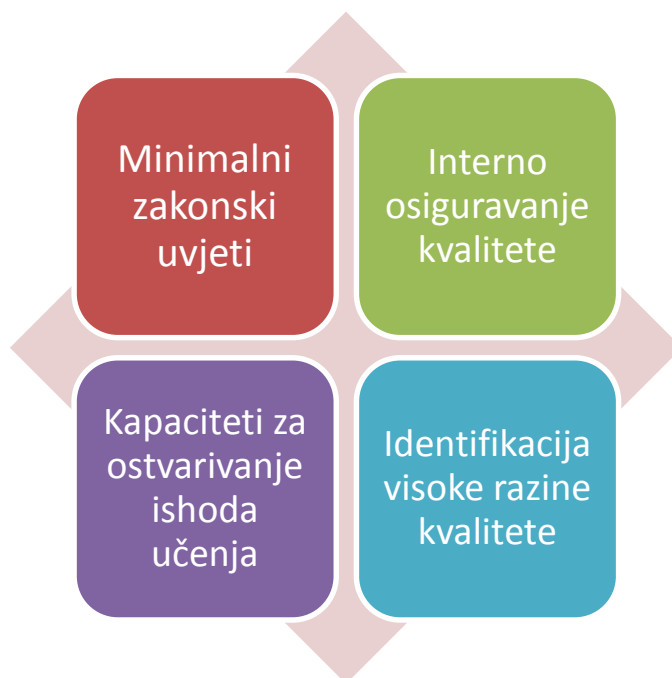 Minimalni
zakonski
uvjeti
Interno
osiguravanje
kvalitete
Kapaciteti za
ostvarivanje
ishoda
učenja
Identifikacija
visoke razine
kvalitete